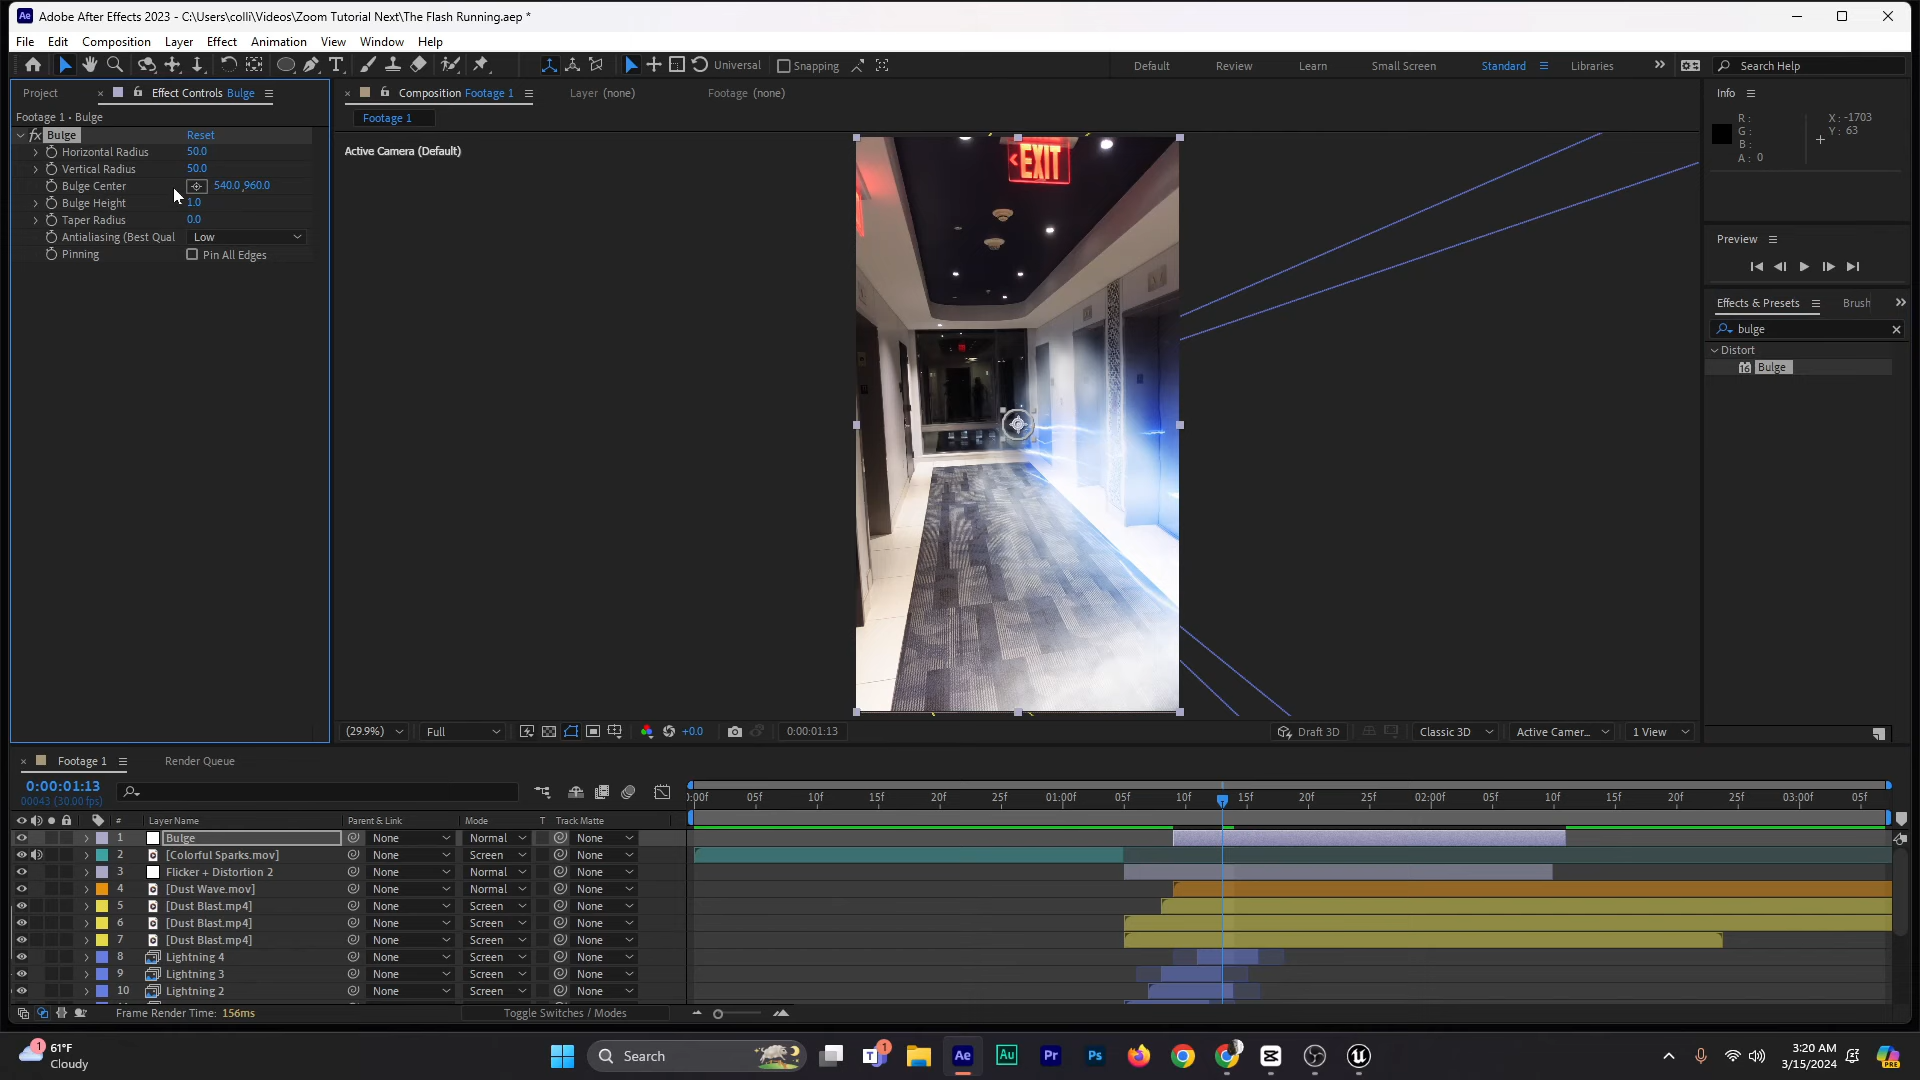 Adobe After Effects 2023 - C:\Users\colli\Videos\Zoom Tutorial Next\The Flash Running.aep *
File Edit Composition Layer Effect Animation View Window Help
Universal Snapping Default Review Learn Small Screen Standard Libraries Search Help
Project Effect Controls Bulge
Footage 1 • Bulge
fx Bulge Reset
Horizontal Radius 50.0
Vertical Radius 50.0
Bulge Center 540.0,960.0
Bulge Height 1.0
Taper Radius 0.0
Antialiasing (Best Qual Low
Pinning Pin All Edges
Composition Footage 1 Layer (none) Footage (none)
Footage 1
Active Camera (Default)
EXIT
(29.9%) Full +0.0 0:00:01:13 Draft 3D Classic 3D Active Camer... 1 View
Info
R: X: -1703
G: Y: 63
B:
A: 0
Preview
Effects & Presets Brush
bulge
Distort
16 Bulge
Footage 1 Render Queue
0:00:01:13
00043 (30.00 fps)
:00f 05f 10f 15f 20f 25f 01:00f 05f 10f 15f 20f 25f 02:00f 05f 10f 15f 20f 25f 03:00f 05f
# Layer Name Parent & Link Mode T Track Matte
1 Bulge None Normal None
2 [Colorful Sparks.mov] None Screen None
3 Flicker + Distortion 2 None Normal None
4 [Dust Wave.mov] None Normal None
5 [Dust Blast.mp4] None Screen None
6 [Dust Blast.mp4] None Screen None
7 [Dust Blast.mp4] None Screen None
8 Lightning 4 None Screen None
9 Lightning 3 None Screen None
10 Lightning 2 None Screen None
Frame Render Time: 156ms Toggle Switches / Modes
1 61°F
Cloudy
Search
1
Ae Au Pr Ps
3:20 AM
3/15/2024
PRE